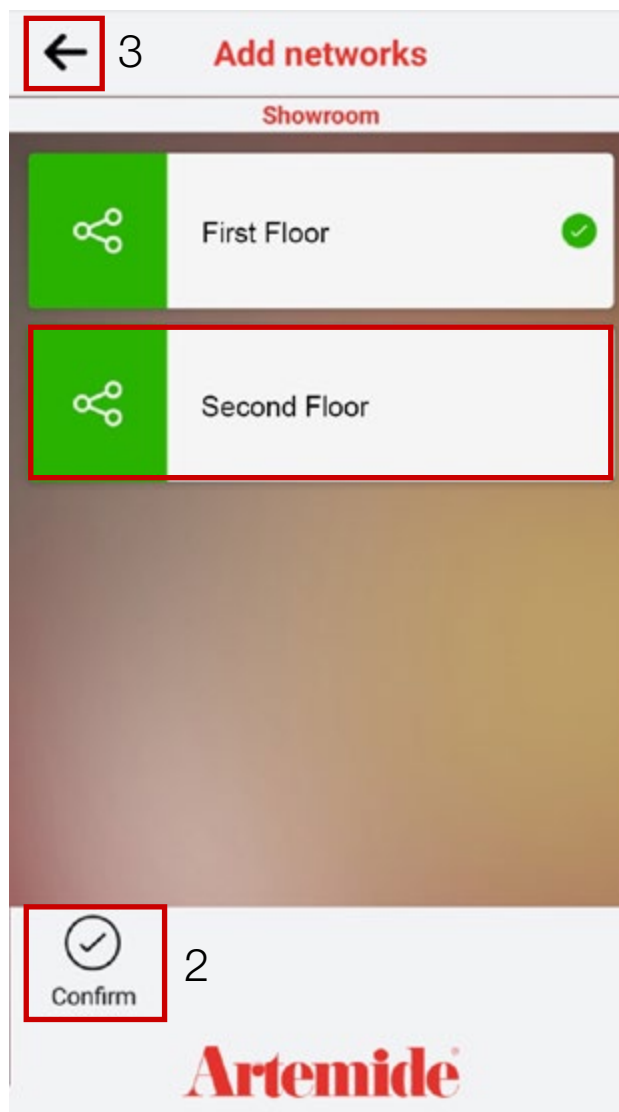 3 Add networks
Showroom
First Floor
Second Floor
2
Confirm
Artemide